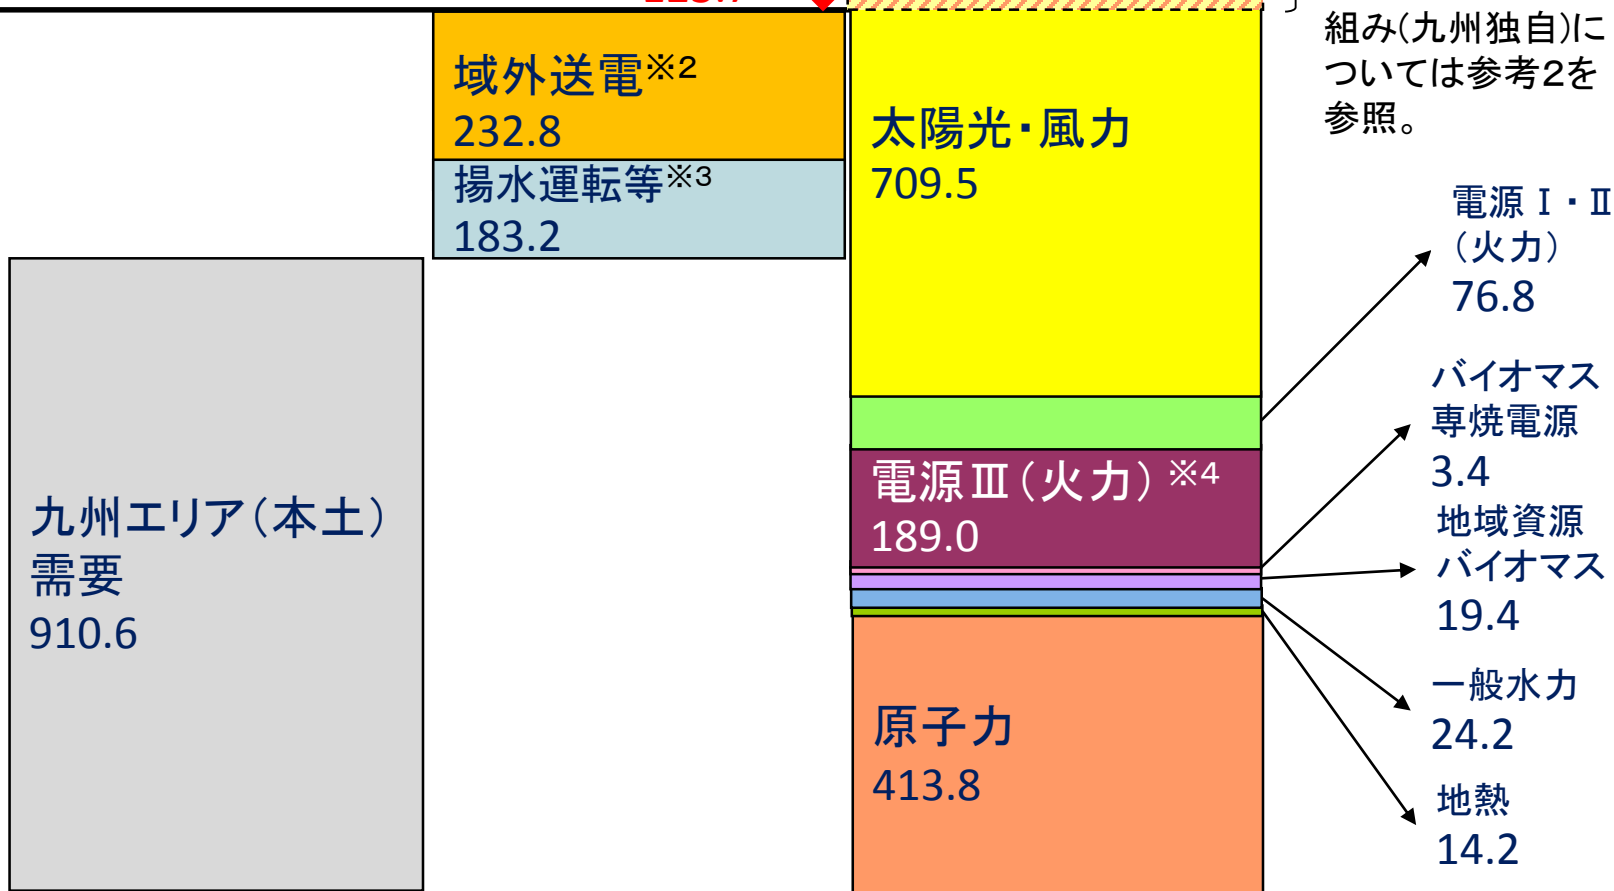 組み(九州独自)に
ついては参考2を
参照。
域外送電※2
232.8
揚水運転等※3
183.2
九州エリア(本土)
需要
910.6
太陽光・風力
709.5
電源Ⅲ(火力)※4
189.0
原子力
413.8
電源Ⅰ・Ⅱ
(火力)
76.8
バイオマス
専焼電源
3.4
地域資源
バイオマス
19.4
一般水力
24.2
地熱
14.2